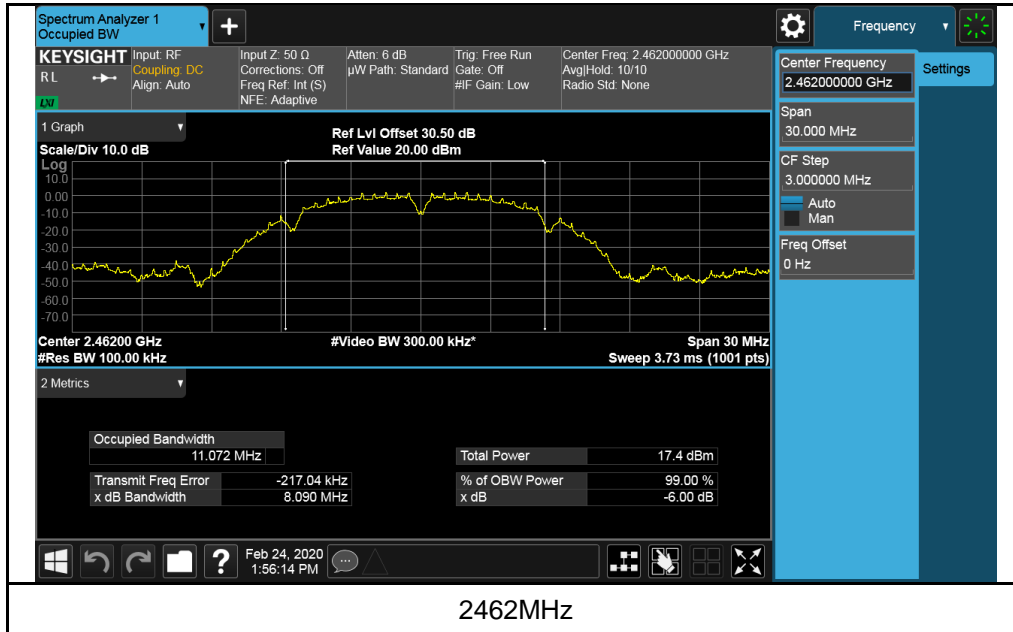 Spectrum Analyzer 1
Occupied BW
+
Frequency
KEYSIGHT
R L
LXI
Input: RF
Coupling: DC
Align: Auto
Input Z: 50 Ω
Corrections: Off
Freq Ref: Int (S)
NFE: Adaptive
Atten: 6 dB
µW Path: Standard
Trig: Free Run
Gate: Off
#IF Gain: Low
Center Freq: 2.462000000 GHz
Avg|Hold: 10/10
Radio Std: None
Center Frequency
2.462000000 GHz
Settings
Span
30.000 MHz
CF Step
3.000000 MHz
Auto
Man
Freq Offset
0 Hz
1 Graph
Scale/Div 10.0 dB
Ref Lvl Offset 30.50 dB
Ref Value 20.00 dBm
Log
10.0
0.00
-10.0
-20.0
-30.0
-40.0
-50.0
-60.0
-70.0
Center 2.46200 GHz
#Video BW 300.00 kHz*
Span 30 MHz
#Res BW 100.00 kHz
Sweep 3.73 ms (1001 pts)
2 Metrics
Occupied Bandwidth
11.072 MHz
Total Power 17.4 dBm
Transmit Freq Error -217.04 kHz
% of OBW Power 99.00 %
x dB Bandwidth 8.090 MHz
x dB -6.00 dB
?
Feb 24, 2020
1:56:14 PM
2462MHz